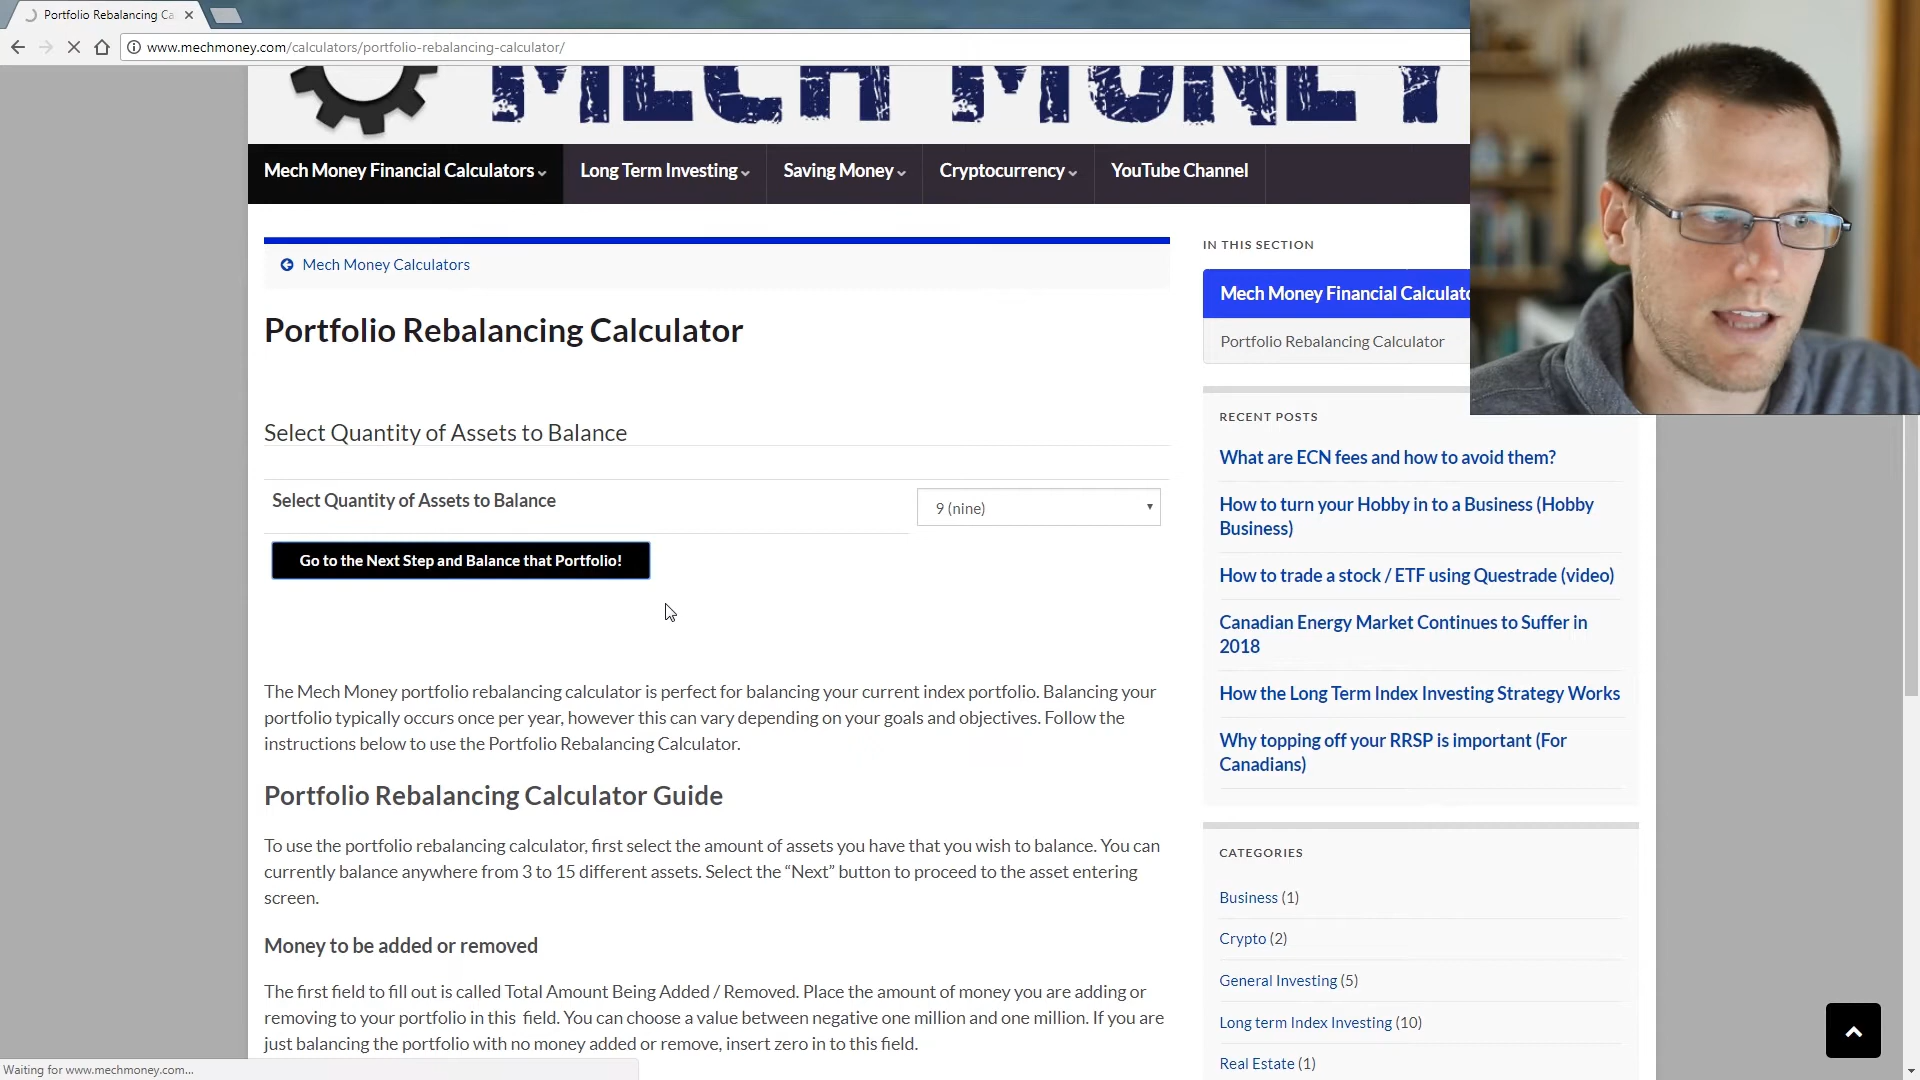 Portfolio Rebalancing Ca
www.mechmoney.com/calculators/portfolio-rebalancing-calculator/
MECH MONEY
Mech Money Financial Calculators
Long Term Investing
Saving Money
Cryptocurrency
YouTube Channel
Mech Money Calculators
Portfolio Rebalancing Calculator
Select Quantity of Assets to Balance
Select Quantity of Assets to Balance
9 (nine)
Go to the Next Step and Balance that Portfolio!
The Mech Money portfolio rebalancing calculator is perfect for balancing your current index portfolio. Balancing your
portfolio typically occurs once per year, however this can vary depending on your goals and objectives. Follow the
instructions below to use the Portfolio Rebalancing Calculator.
Portfolio Rebalancing Calculator Guide
To use the portfolio rebalancing calculator, first select the amount of assets you have that you wish to balance. You can
currently balance anywhere from 3 to 15 different assets. Select the “Next” button to proceed to the asset entering
screen.
Money to be added or removed
The first field to fill out is called Total Amount Being Added / Removed. Place the amount of money you are adding or
removing to your portfolio in this field. You can choose a value between negative one million and one million. If you are
just balancing the portfolio with no money added or remove, insert zero in to this field.
IN THIS SECTION
Mech Money Financial Calculato
Portfolio Rebalancing Calculator
RECENT POSTS
What are ECN fees and how to avoid them?
How to turn your Hobby in to a Business (Hobby
Business)
How to trade a stock / ETF using Questrade (video)
Canadian Energy Market Continues to Suffer in
2018
How the Long Term Index Investing Strategy Works
Why topping off your RRSP is important (For
Canadians)
CATEGORIES
Business (1)
Crypto (2)
General Investing (5)
Long term Index Investing (10)
Real Estate (1)
Waiting for www.mechmoney.com...